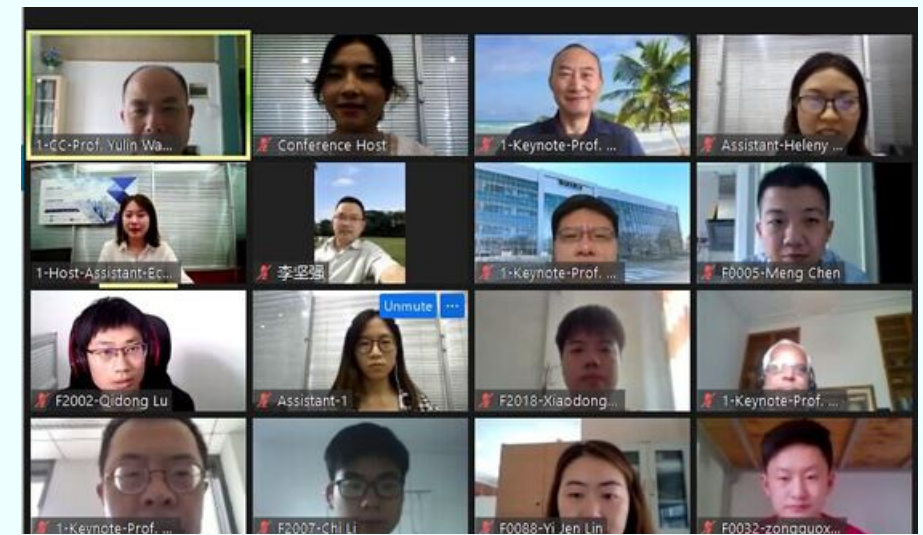 1-CC-Prof. Yulin Wa...
Conference Host
1-Keynote-Prof. ...
Assistant-Heleny ...
1-Host-Assistant-Ec...
李坚强
1-Keynote-Prof. ...
F0005-Meng Chen
F2002-Qidong Lu
Unmute ...
Assistant-1
F2018-Xiaodong...
1-Keynote-Prof. ...
1-Keynote-Prof. ...
F2007-Chi Li
F0088-Yi Jen Lin
F0032-zongguox...